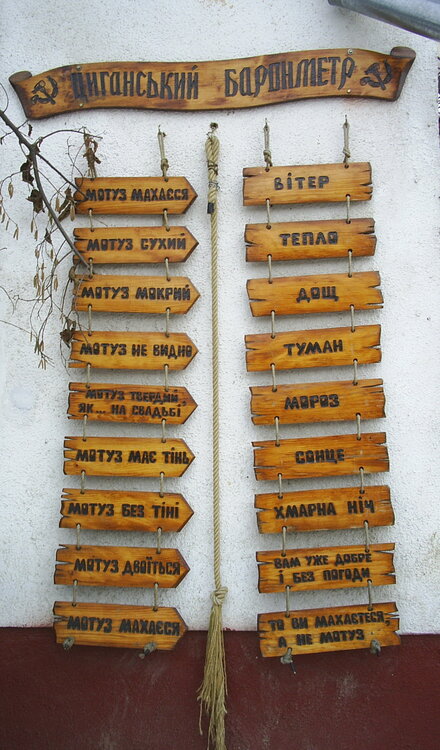 циганський барометр
мотуз махаєся
вітер
мотуз сухий
тепло
мотуз мокрий
дощ
мотуз не видно
туман
мотуз твердий,
як... на свадьбі
мороз
мотуз має тінь
сонце
мотуз без тіні
хмарна ніч
мотуз двоїться
вам уже добре
і без погоди
мотуз махаєся
то ви махаєтеся,
а не мотуз